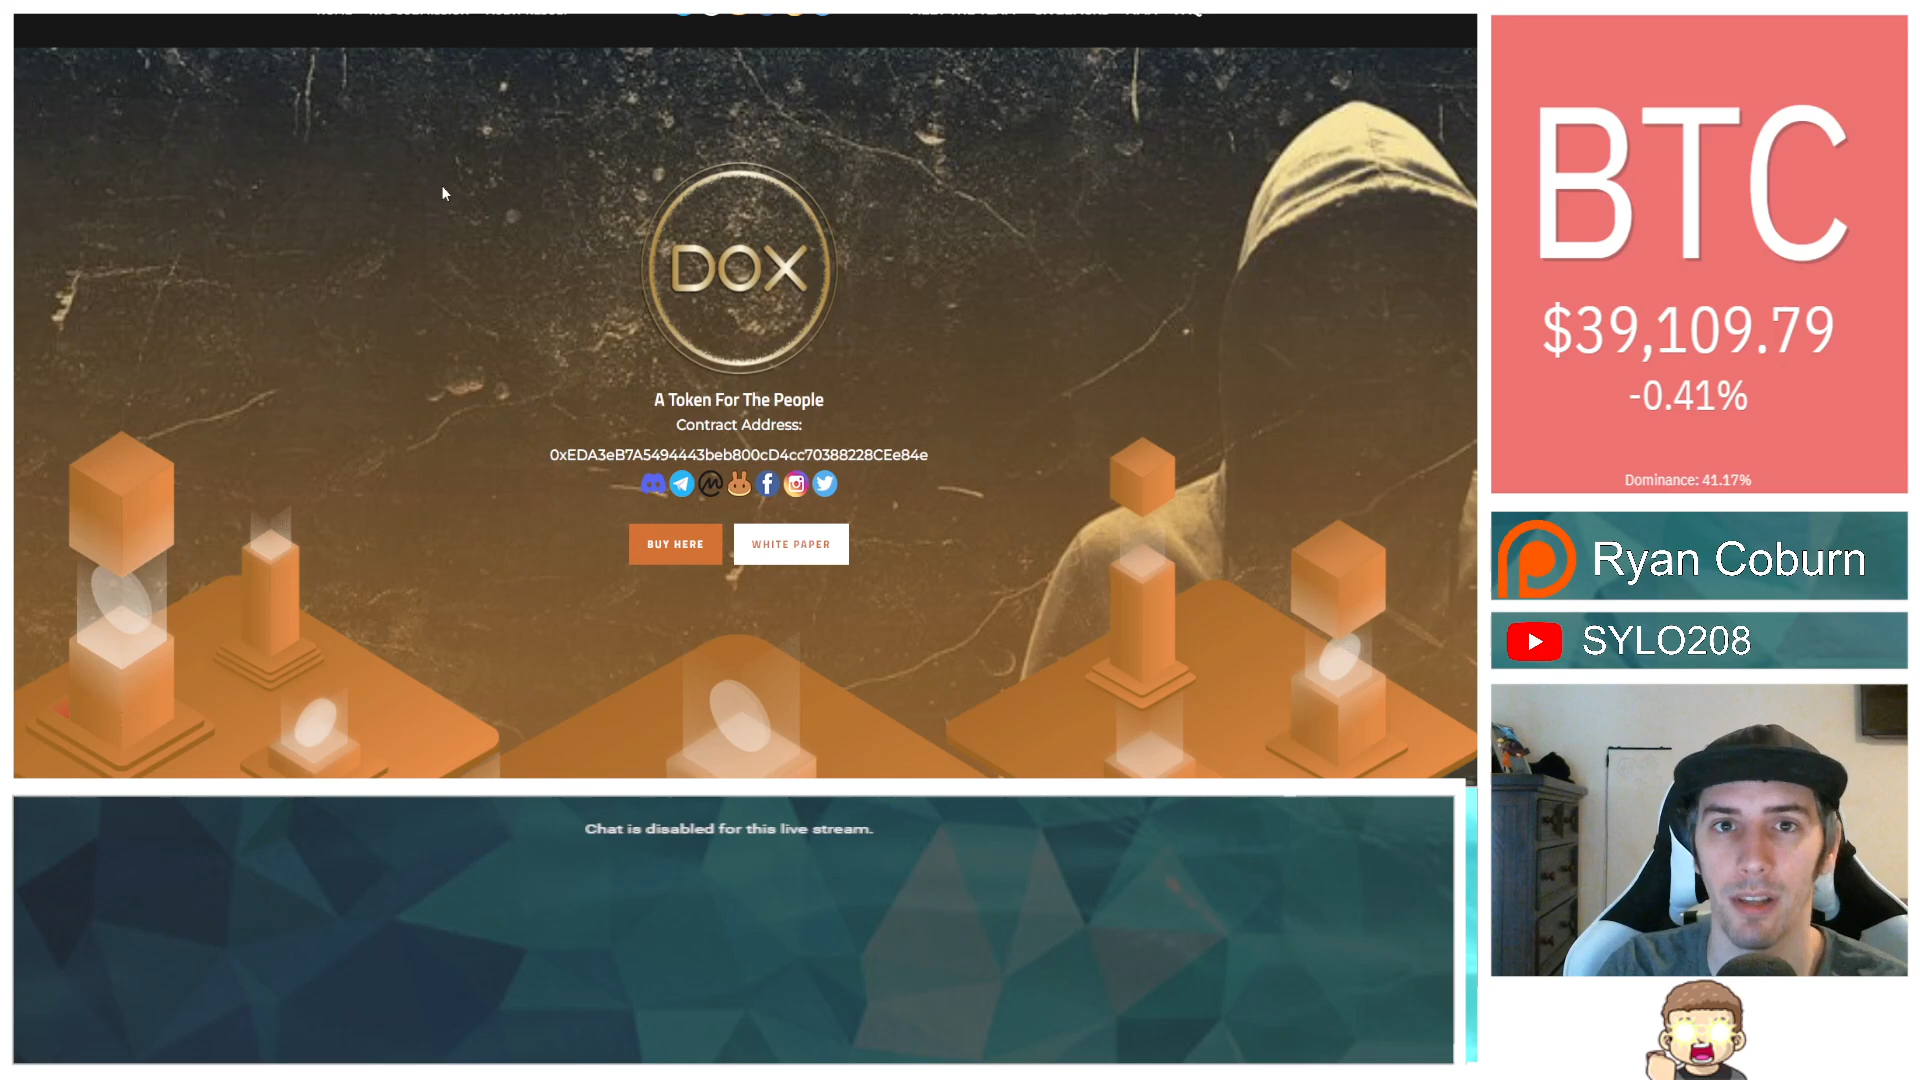 DOX
A Token For The People
Contract Address:
0xEDA3eB7A5494443beb800cD4cc70388228CEe84e
BUY HERE
WHITE PAPER
BTC
$39,109.79
-0.41%
Dominance: 41.17%
Ryan Coburn
SYLO208
Chat is disabled for this live stream.